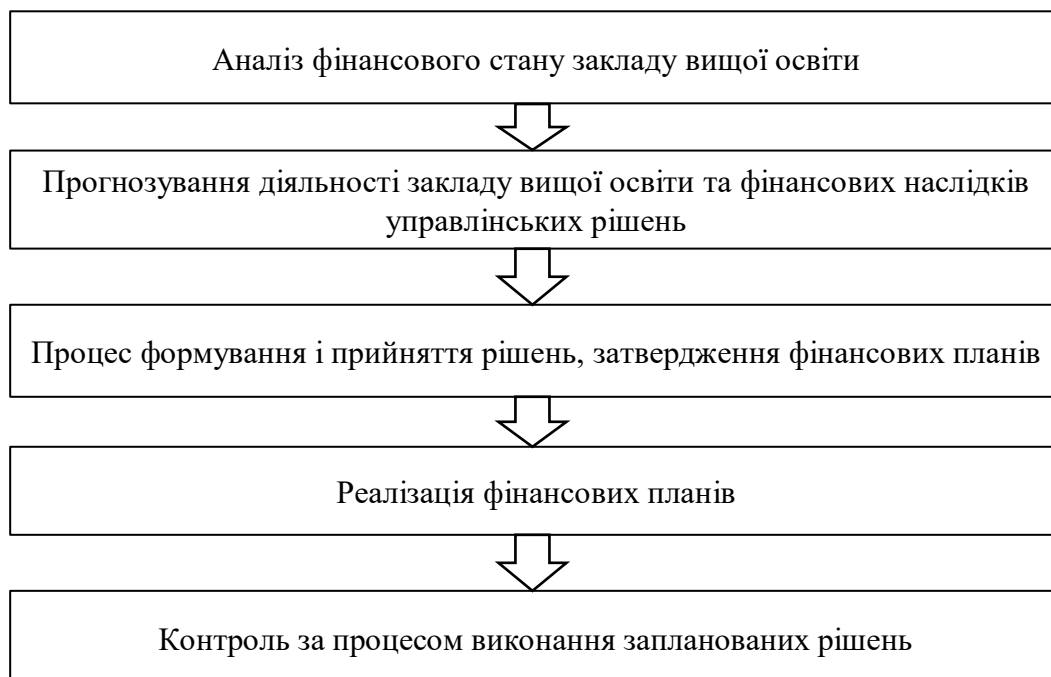 Аналіз фінансового стану закладу вищої освіти
Прогнозування діяльності закладу вищої освіти та фінансових наслідків
управлінських рішень
Процес формування і прийняття рішень, затвердження фінансових планів
Реалізація фінансових планів
Контроль за процесом виконання запланованих рішень